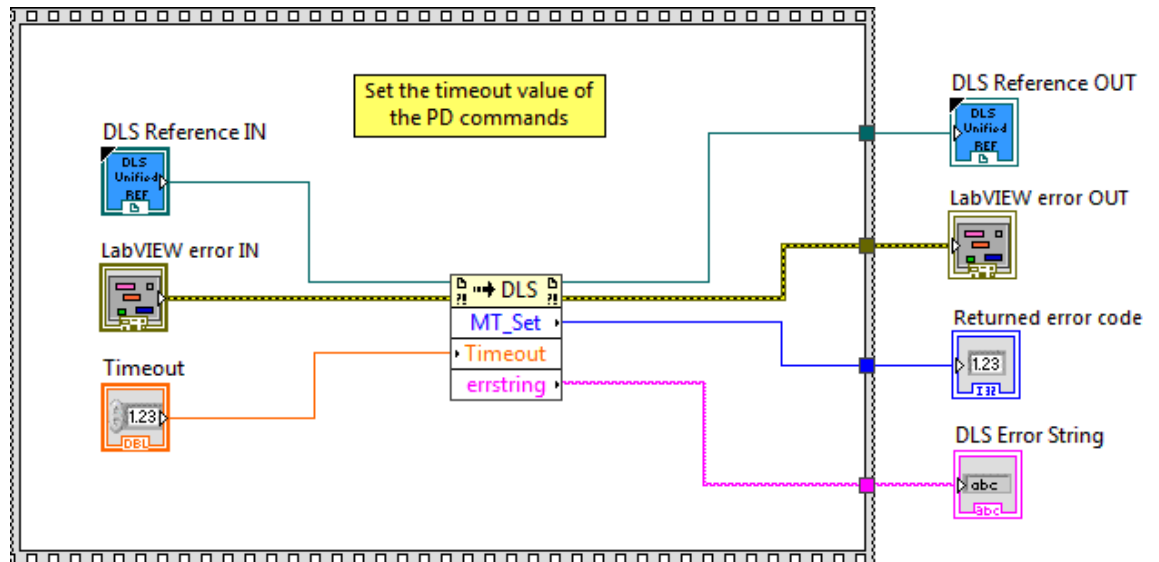 Set the timeout value of
the PD commands
DLS Reference IN
DLS
Unified
REF
LabVIEW error IN
Timeout
1.23
DBL
?! DLS ?!
MT_Set
Timeout
errstring
DLS Reference OUT
DLS
Unified
REF
LabVIEW error OUT
Returned error code
1.23
I32
DLS Error String
abc
abc